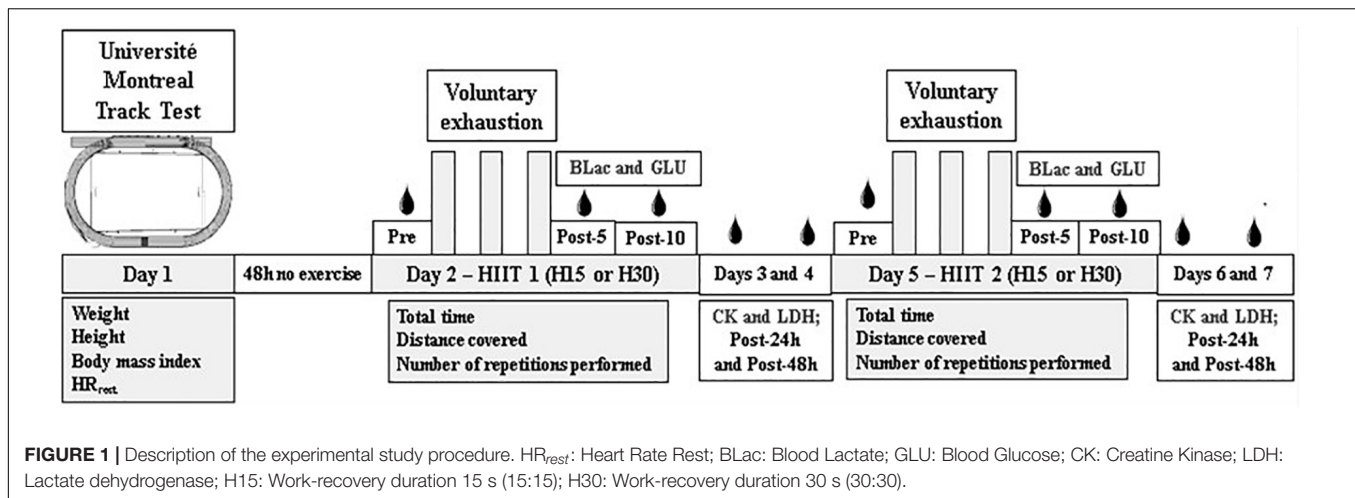 Université
Montreal
Track Test
Voluntary
exhaustion
Voluntary
exhaustion
BLac and GLU
BLac and GLU
Pre
Post-5
Post-10
Pre
Post-5
Post-10
Day 1
48h no exercise
Day 2 – HIIT 1 (H15 or H30)
Days 3 and 4
Day 5 – HIIT 2 (H15 or H30)
Days 6 and 7
Weight
Height
Body mass index
HRrest
Total time
Distance covered
Number of repetitions performed
CK and LDH;
Post-24h
and Post-48h
Total time
Distance covered
Number of repetitions performed
CK and LDH;
Post-24h
and Post-48h
FIGURE 1 | Description of the experimental study procedure. HRrest: Heart Rate Rest; BLac: Blood Lactate; GLU: Blood Glucose; CK: Creatine Kinase; LDH:
Lactate dehydrogenase; H15: Work-recovery duration 15 s (15:15); H30: Work-recovery duration 30 s (30:30).